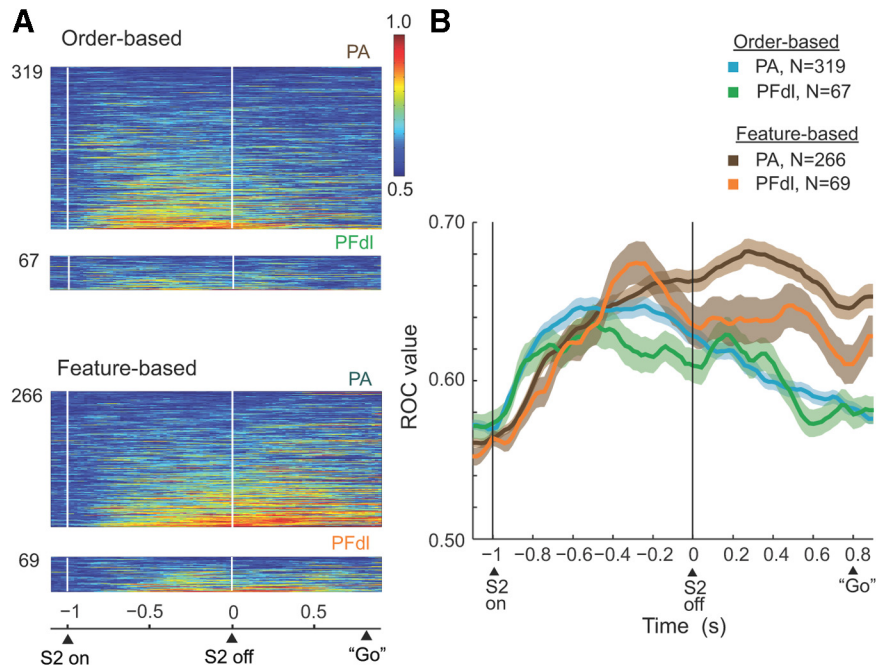 A
Order-based
PA
1.0
319
0.5
PFdl
67
Feature-based
PA
266
PFdl
69
−1
−0.5
0
0.5
S2 on
S2 off
“Go”
B
Order-based
PA, N=319
PFdl, N=67
Feature-based
PA, N=266
PFdl, N=69
0.70
0.60
0.50
ROC value
−1 −0.8 −0.6 −0.4 −0.2 0 0.2 0.4 0.6 0.8
S2 on
S2 off
“Go”
Time (s)